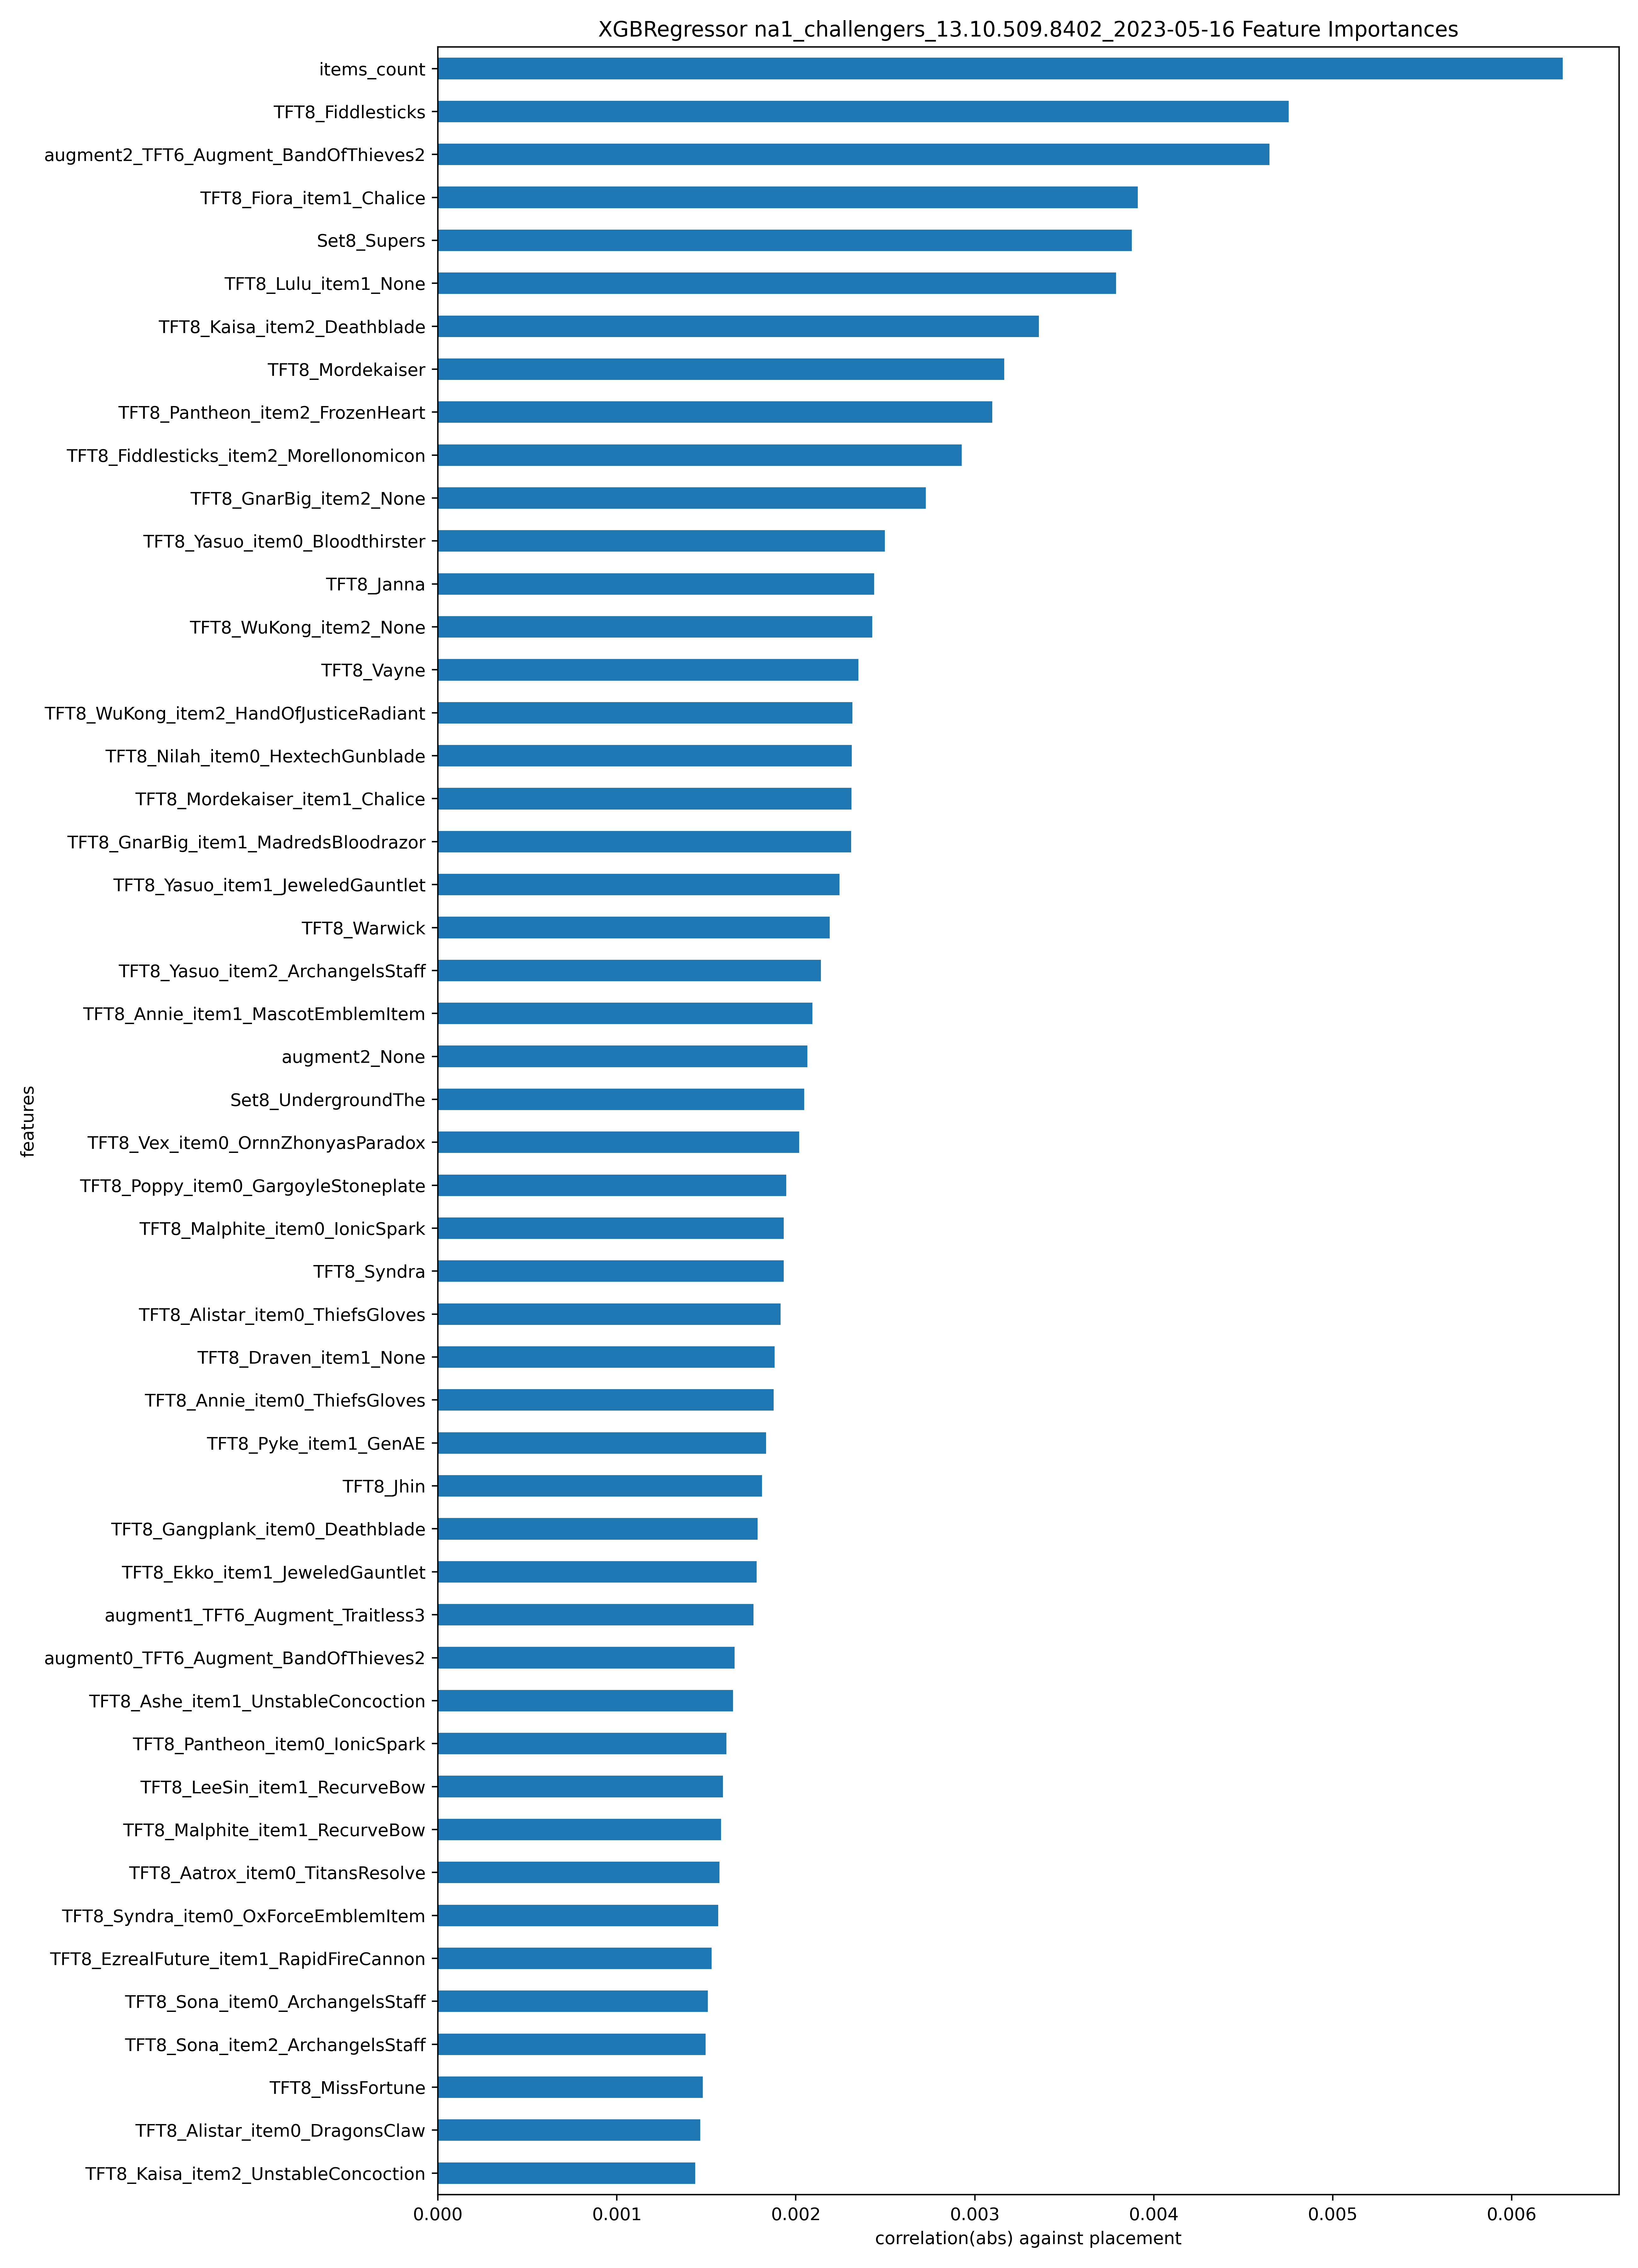 XGBRegressor na1_challengers_13.10.509.8402_2023-05-16 Feature Importances
items_count
TFT8_Fiddlesticks
augment2_TFT6_Augment_BandOfThieves2
TFT8_Fiora_item1_Chalice
Set8_Supers
TFT8_Lulu_item1_None
TFT8_Kaisa_item2_Deathblade
TFT8_Mordekaiser
TFT8_Pantheon_item2_FrozenHeart
TFT8_Fiddlesticks_item2_Morellonomicon
TFT8_GnarBig_item2_None
TFT8_Yasuo_item0_Bloodthirster
TFT8_Janna
TFT8_WuKong_item2_None
TFT8_Vayne
TFT8_WuKong_item2_HandOfJusticeRadiant
TFT8_Nilah_item0_HextechGunblade
TFT8_Mordekaiser_item1_Chalice
TFT8_GnarBig_item1_MadredsBloodrazor
TFT8_Yasuo_item1_JeweledGauntlet
TFT8_Warwick
TFT8_Yasuo_item2_ArchangelsStaff
TFT8_Annie_item1_MascotEmblemItem
augment2_None
Set8_UndergroundThe
TFT8_Vex_item0_OrnnZhonyasParadox
TFT8_Poppy_item0_GargoyleStoneplate
TFT8_Malphite_item0_IonicSpark
TFT8_Syndra
TFT8_Alistar_item0_ThiefsGloves
TFT8_Draven_item1_None
TFT8_Annie_item0_ThiefsGloves
TFT8_Pyke_item1_GenAE
TFT8_Jhin
TFT8_Gangplank_item0_Deathblade
TFT8_Ekko_item1_JeweledGauntlet
augment1_TFT6_Augment_Traitless3
augment0_TFT6_Augment_BandOfThieves2
TFT8_Ashe_item1_UnstableConcoction
TFT8_Pantheon_item0_IonicSpark
TFT8_LeeSin_item1_RecurveBow
TFT8_Malphite_item1_RecurveBow
TFT8_Aatrox_item0_TitansResolve
TFT8_Syndra_item0_OxForceEmblemItem
TFT8_EzrealFuture_item1_RapidFireCannon
TFT8_Sona_item0_ArchangelsStaff
TFT8_Sona_item2_ArchangelsStaff
TFT8_MissFortune
TFT8_Alistar_item0_DragonsClaw
TFT8_Kaisa_item2_UnstableConcoction
features
0.000 0.001 0.002 0.003 0.004 0.005 0.006
correlation(abs) against placement